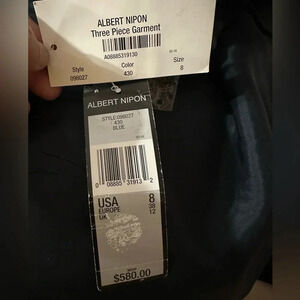 ALBERT NIPON
Three Piece Garment
A08885319130
Style Color Size
098027 430 8
ALBERT NIPON™
STYLE:098027
430
BLUE
0 08885 31913 2
USA 8
EUROPE 38
UK 12
$580.00